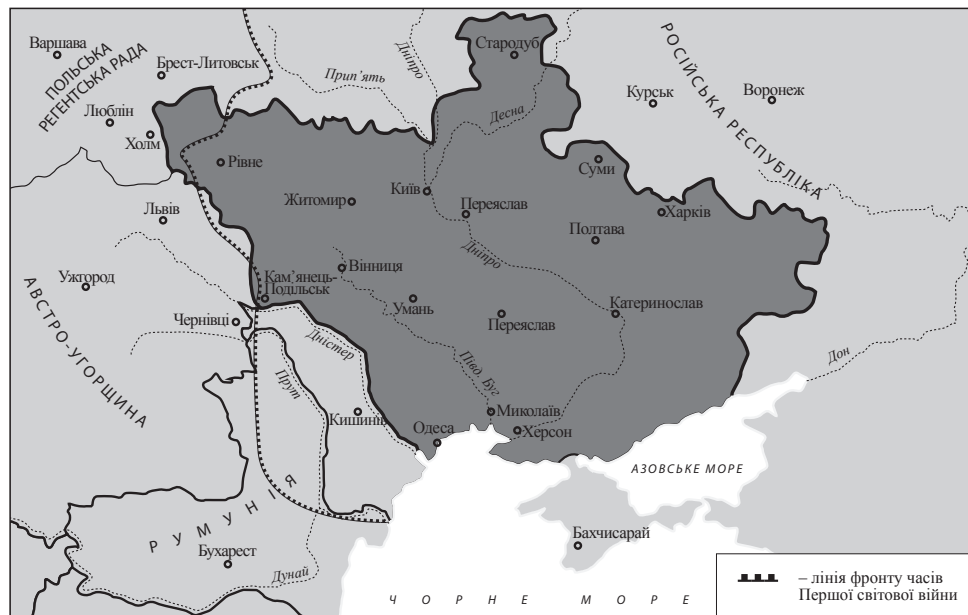 Варшава
ПОЛЬСЬКА
РЕГЕНТСЬКА РАДА
Брест-Литовськ
Люблін
Холм
Прип’ять
Дніпро
Стародуб
Десна
РОСІЙСЬКА РЕСПУБЛІКА
Курськ
Воронеж
Рівне
Суми
Житомир
Київ
Переяслав
Харків
Львів
Полтава
Дніпро
Вінниця
Кам’янець-
Подільськ
Ужгород
АВСТРО-УГОРЩИНА
Умань
Переяслав
Катеринослав
Чернівці
Дністер
Прут
Півд. Буг
Дон
Кишинів
Миколаїв
Одеса
Херсон
АЗОВСЬКЕ МОРЕ
РУМУНІЯ
Бухарест
Дунай
Бахчисарай
ЧОРНЕ МОРЕ
– лінія фронту часів
Першої світової війни